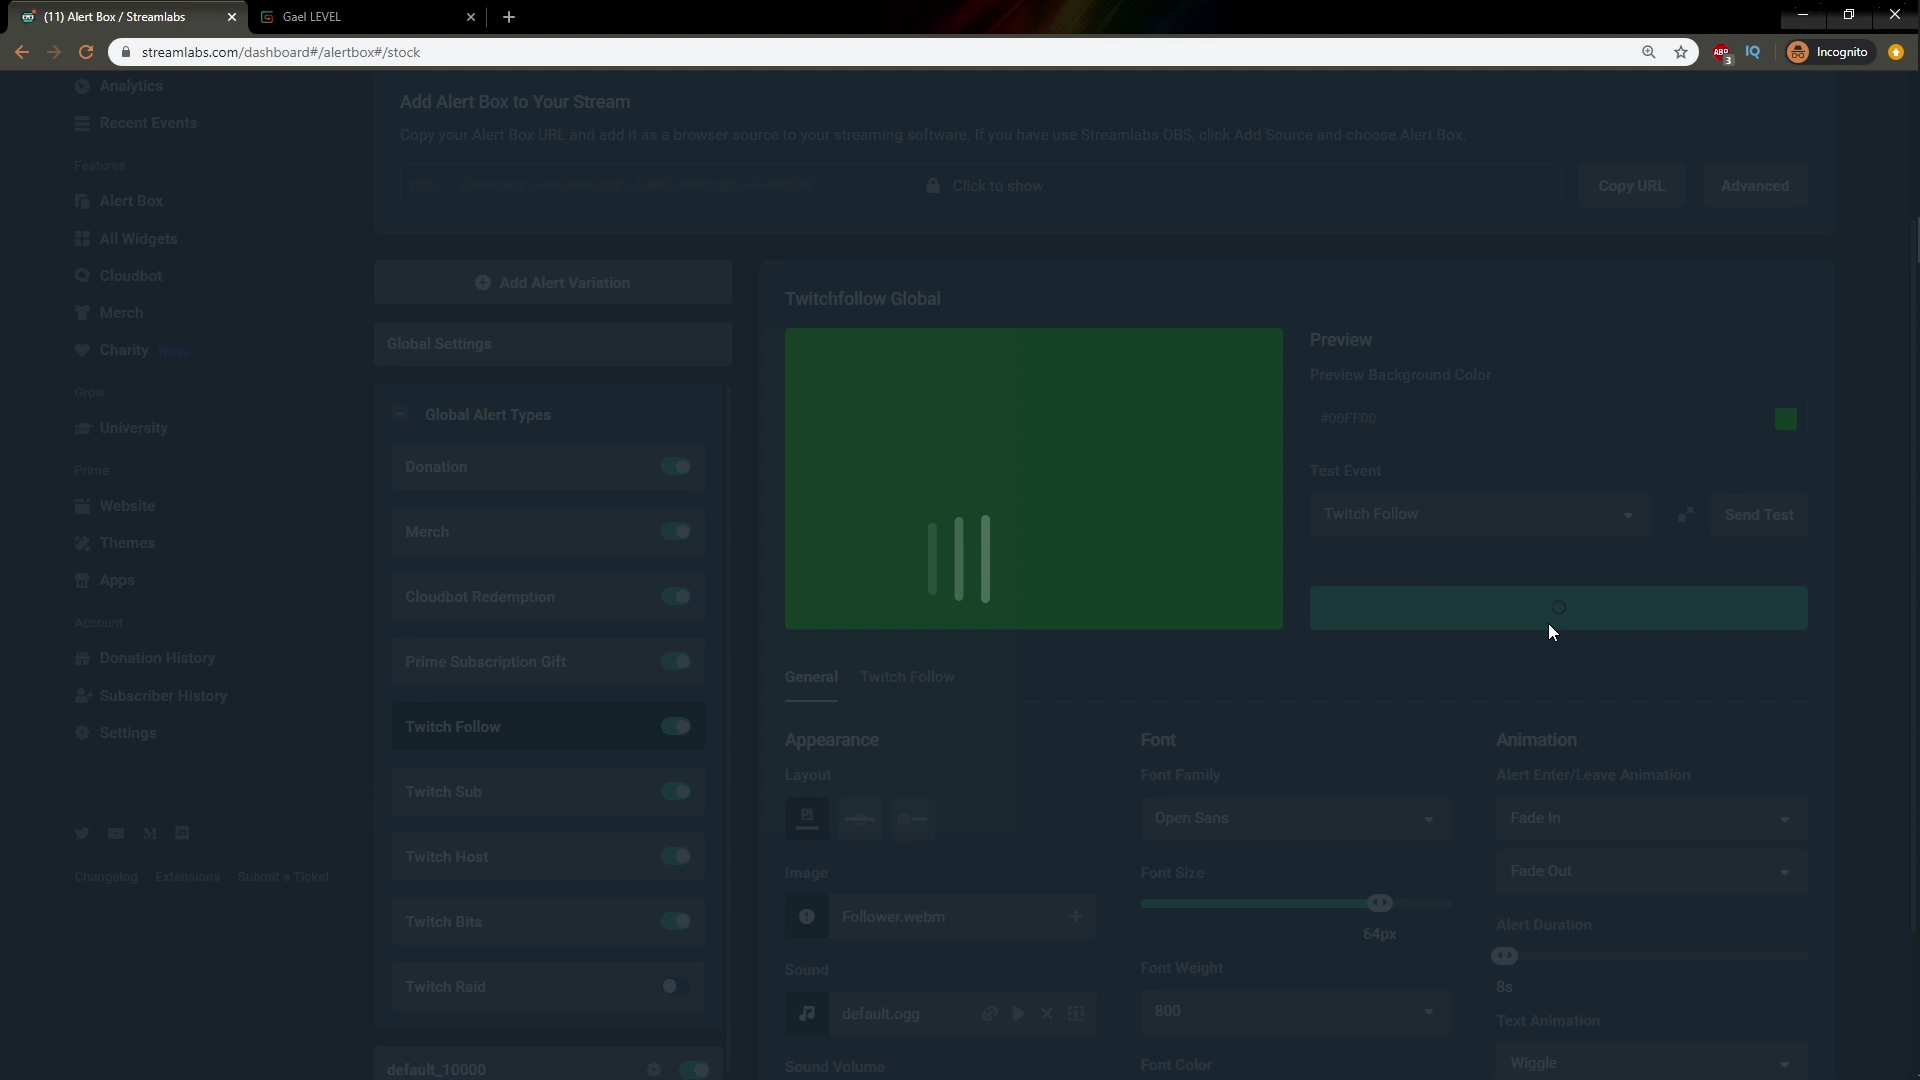 (11) Alert Box / Streamlabs
Gael LEVEL
streamlabs.com/dashboard#/alertbox#/stock
ABP
3
IQ
Incognito
Analytics
Recent Events
Features
Alert Box
All Widgets
Cloudbot
Merch
Charity New
Grow
University
Prime
Website
Themes
Apps
Account
Donation History
Subscriber History
Settings
Changelog Extensions Submit a Ticket
Add Alert Box to Your Stream
Copy your Alert Box URL and add it as a browser source to your streaming software. If you have use Streamlabs OBS, click Add Source and choose Alert Box.
Click to show
Copy URL
Advanced
Add Alert Variation
Global Settings
Global Alert Types
Donation
Merch
Cloudbot Redemption
Prime Subscription Gift
Twitch Follow
Twitch Sub
Twitch Host
Twitch Bits
Twitch Raid
default_10000
Twitchfollow Global
Preview
Preview Background Color
#00FF00
Test Event
Twitch Follow
Send Test
General
Twitch Follow
Appearance
Layout
Image
Follower.webm
Sound
default.ogg
Sound Volume
Font
Font Family
Open Sans
Font Size
64px
Font Weight
800
Font Color
Animation
Alert Enter/Leave Animation
Fade In
Fade Out
Alert Duration
8s
Text Animation
Wiggle